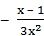 - x - 1
3x²